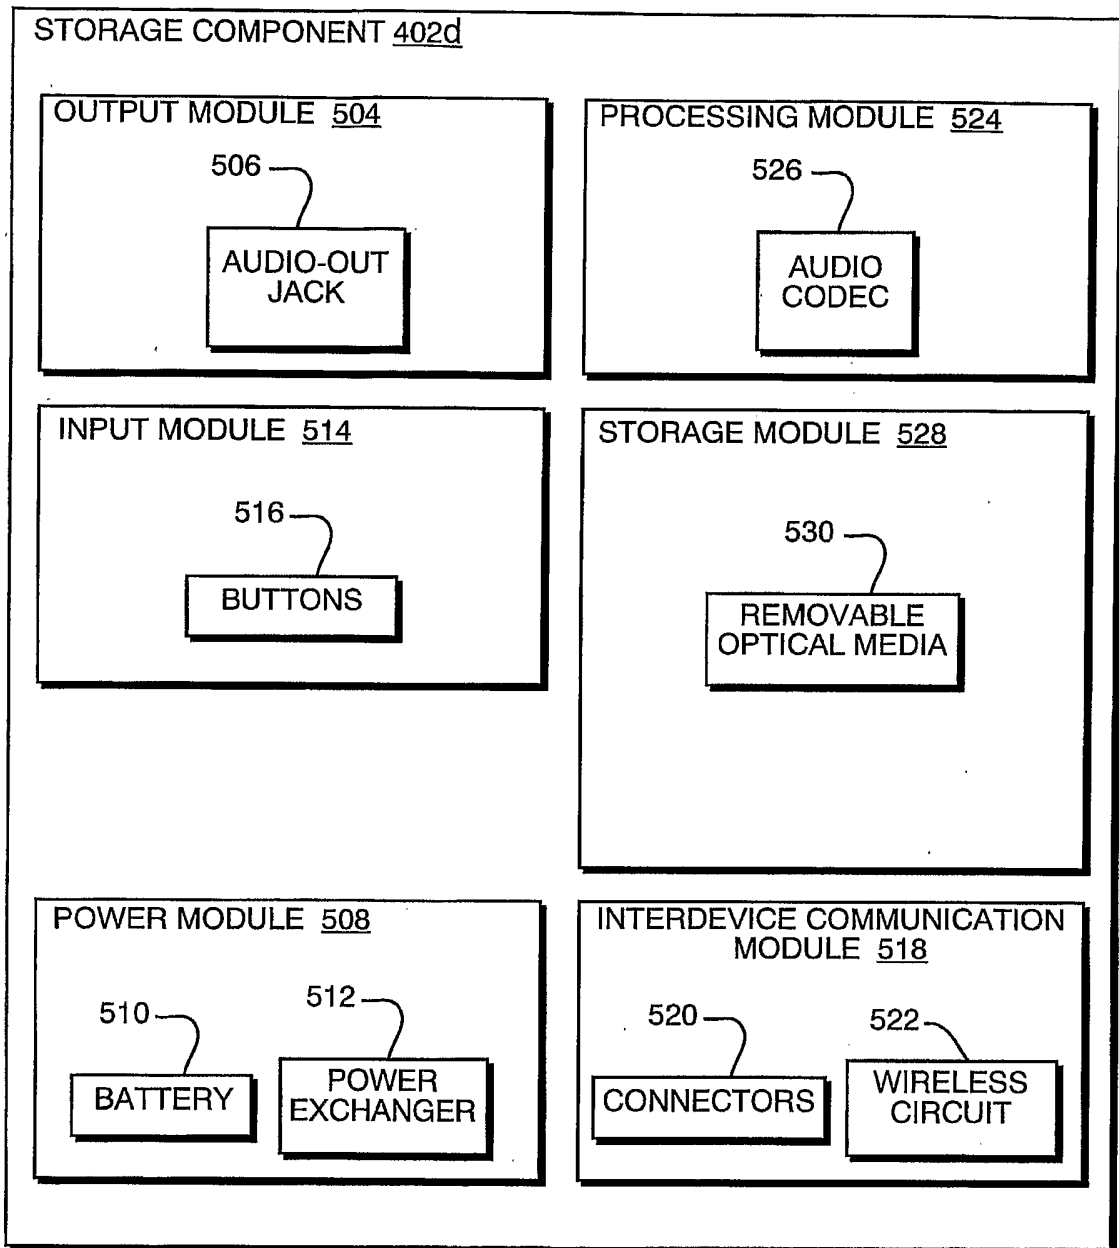 STORAGE COMPONENT 402d
OUTPUT MODULE 504
506
AUDIO-OUT
JACK
PROCESSING MODULE 524
526
AUDIO
CODEC
INPUT MODULE 514
516
BUTTONS
STORAGE MODULE 528
530
REMOVABLE
OPTICAL MEDIA
POWER MODULE 508
510
BATTERY
512
POWER
EXCHANGER
INTERDEVICE COMMUNICATION
MODULE 518
520
CONNECTORS
522
WIRELESS
CIRCUIT